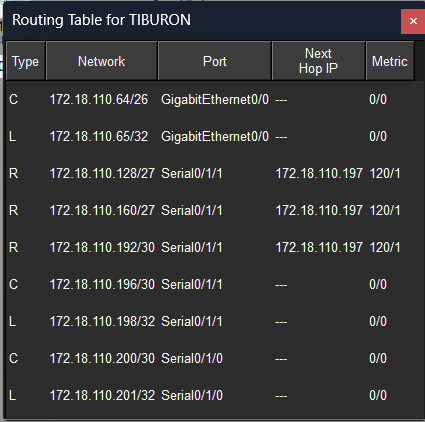 Routing Table for TIBURON
Type Network Port Next Hop IP Metric
C 172.18.110.64/26 GigabitEthernet0/0 --- 0/0
L 172.18.110.65/32 GigabitEthernet0/0 --- 0/0
R 172.18.110.128/27 Serial0/1/1 172.18.110.197 120/1
R 172.18.110.160/27 Serial0/1/1 172.18.110.197 120/1
R 172.18.110.192/30 Serial0/1/1 172.18.110.197 120/1
C 172.18.110.196/30 Serial0/1/1 --- 0/0
L 172.18.110.198/32 Serial0/1/1 --- 0/0
C 172.18.110.200/30 Serial0/1/0 --- 0/0
L 172.18.110.201/32 Serial0/1/0 --- 0/0